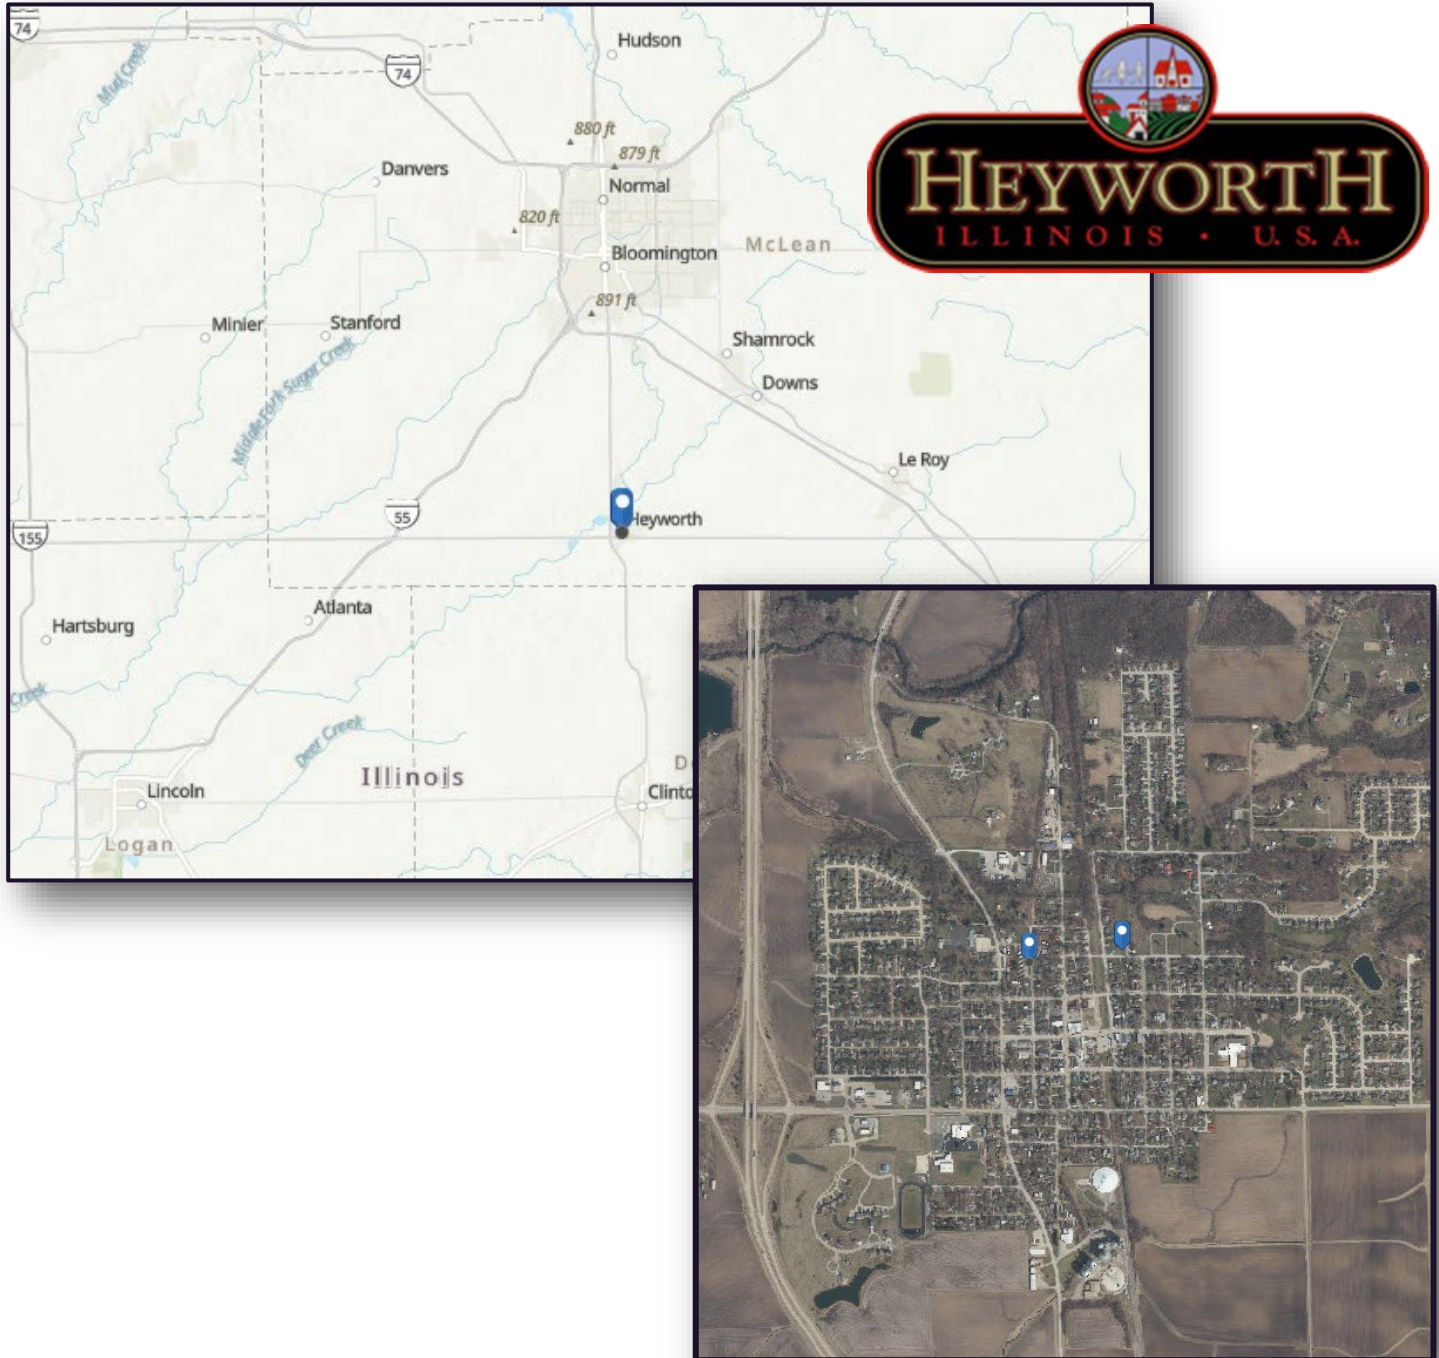 74
Hudson
Mud Creek
74
880 ft
879 ft
Danvers
Normal
820 ft
Bloomington
McLean
HEYWORTH
ILLINOIS • U.S.A.
891 ft
Minier
Stanford
Shamrock
Middle Fork Sugar Creek
Downs
Le Roy
55
Heyworth
155
Atlanta
Hartsburg
Creek
Deer Creek
Illinois
D
Lincoln
Clinto
Logan